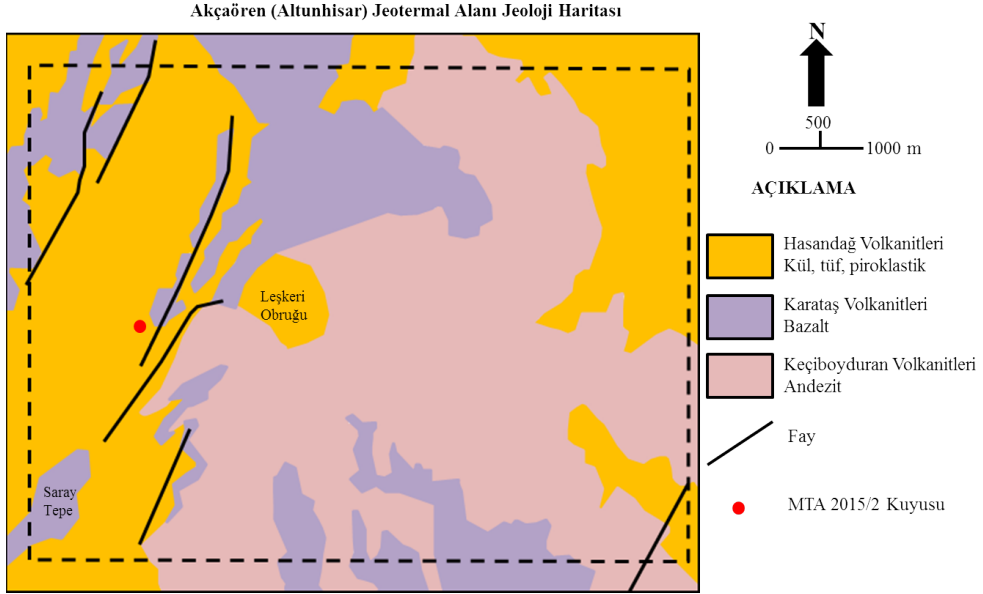 Akçaören (Altunhisar) Jeotermal Alanı Jeoloji Haritası
N
500
0
1000 m
AÇIKLAMA
Hasandağ Volkanitleri
Kül, tüf, piroklastik
Karataş Volkanitleri
Bazalt
Keçiboyduran Volkanitleri
Andezit
Fay
MTA 2015/2 Kuyusu
Leşkeri
Obruğu
Saray
Tepe